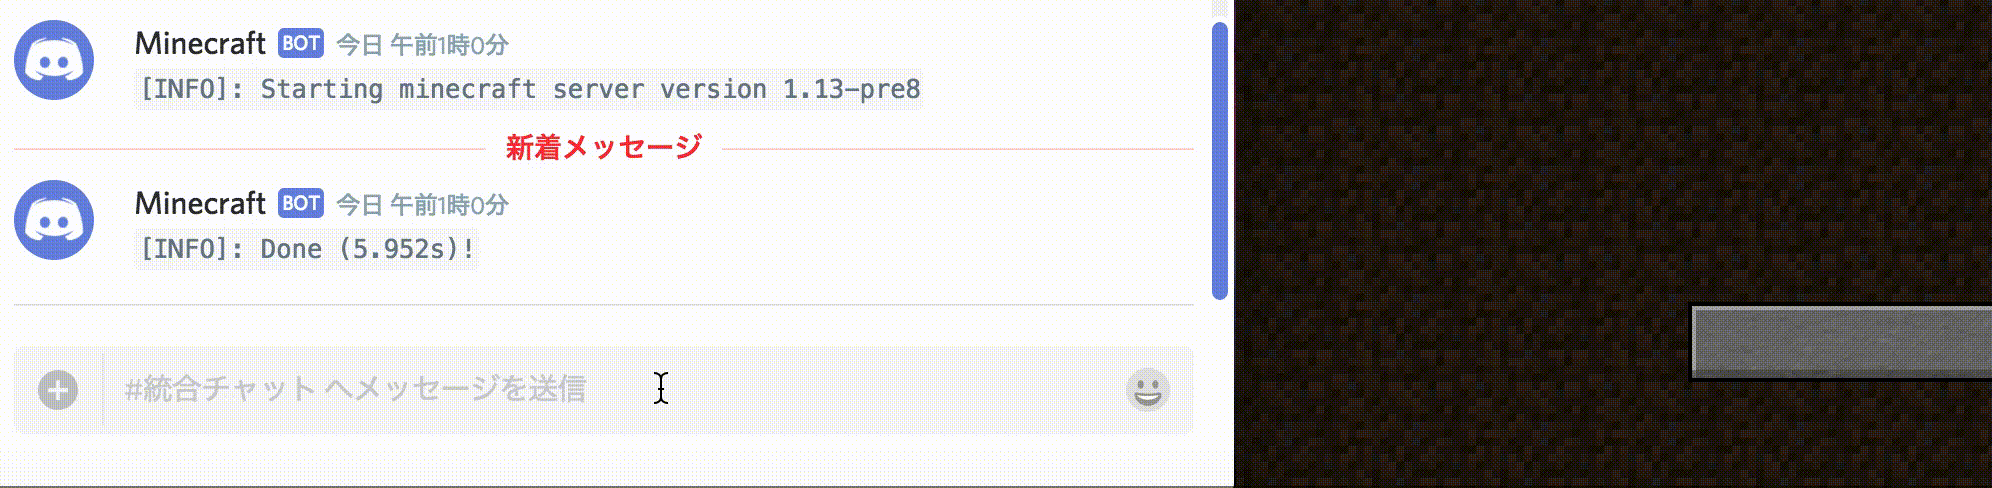 Minecraft BOT 今日 午前1時0分
[INFO]: Starting minecraft server version 1.13-pre8
新着メッセージ
Minecraft BOT 今日 午前1時0分
[INFO]: Done (5.952s)!
#統合チャット へメッセージを送信